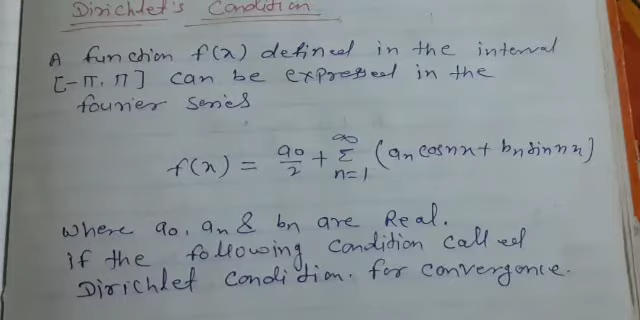 Dirichlet's Condition
A function f(x) defined in the interval
[-π, π] can be expressed in the
fourier series
f(x) = a0/2 + ∞ Σ n=1 (an cosnx + bn sinnx)
where a0, an & bn are Real.
if the following condition called
Dirichlet condition. for convergence.